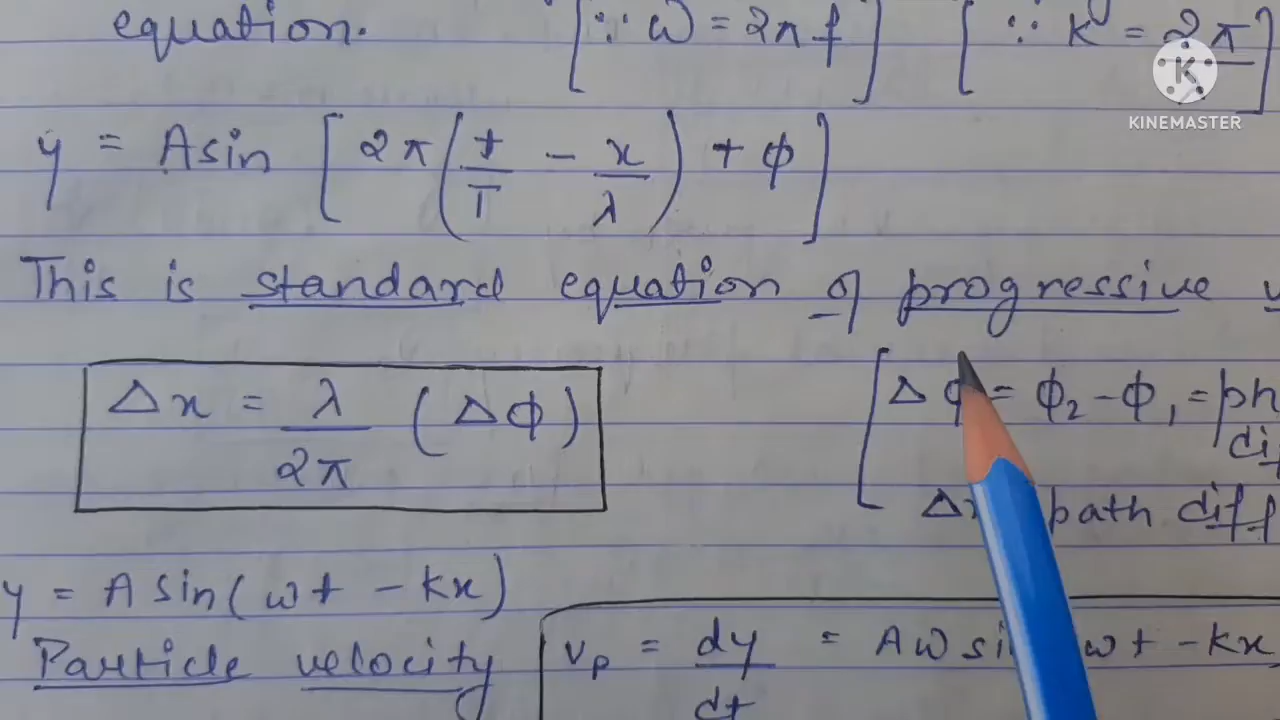 equation. [∵ ω = 2πf] [∵ k = 2π]
KINEMASTER
y = A sin [2π(t/T - x/λ) + φ]
This is standard equation of progressive
Δx = λ/2π (Δφ) [Δφ = φ₂ - φ₁ =
path diff
y = A sin(ωt - kx)
Particle velocity vₚ = dy/dt = Aω ωt - kx